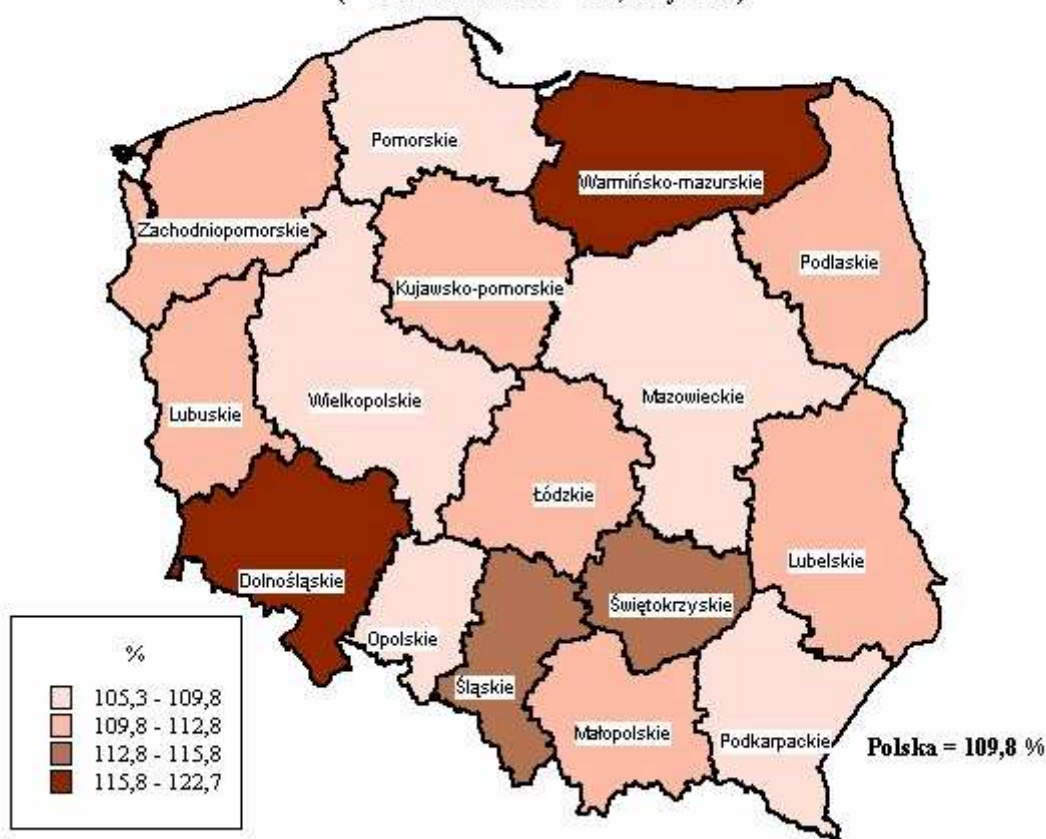 Pomorskie
Warmińsko-mazurskie
Zachodniopomorskie
Podlaskie
Kujawsko-pomorskie
Mazowieckie
Wielkopolskie
Lubuskie
Łódzkie
Lubelskie
Dolnośląskie
Świętokrzyskie
Opolskie
Śląskie
Małopolskie
Podkarpackie
Polska = 109,8 %
%
105,3 - 109,8
109,8 - 112,8
112,8 - 115,8
115,8 - 122,7